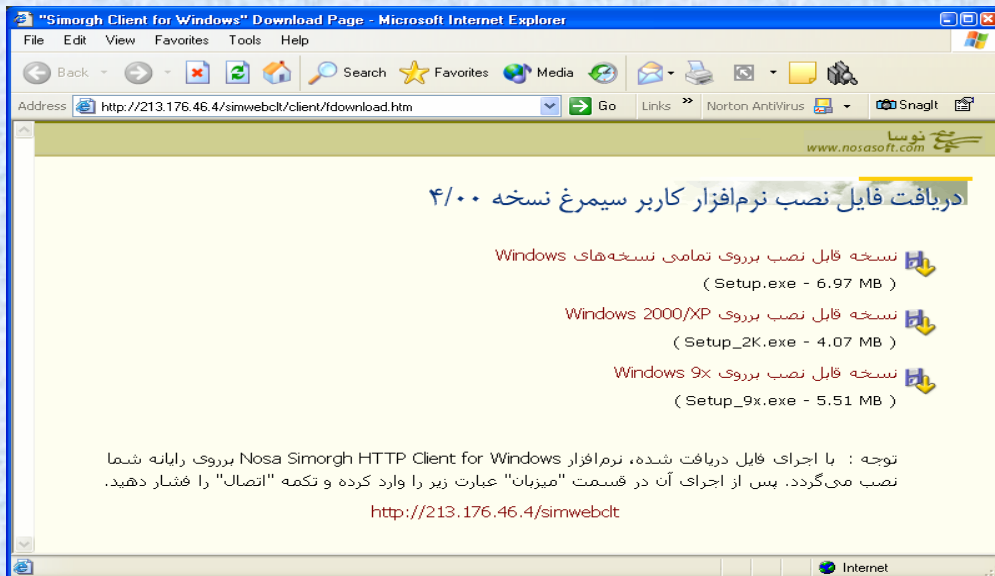 "Simorgh Client for Windows" Download Page - Microsoft Internet Explorer
File Edit View Favorites Tools Help
Back Search Favorites Media
Address http://213.176.46.4/simwebclt/client/fdownload.htm Go Links » Norton AntiVirus SnagIt
نوسا
www.nosasoft.com
دریافت فایل نصب نرم‌افزار کاربر سیمرغ نسخه ۴/۰۰
نسخه قابل نصب برروی تمامی نسخه‌های Windows
( Setup.exe - 6.97 MB )
نسخه قابل نصب برروی Windows 2000/XP
( Setup_2K.exe - 4.07 MB )
نسخه قابل نصب برروی Windows 9x
( Setup_9x.exe - 5.51 MB )
توجه : با اجرای فایل دریافت شده، نرم‌افزار Nosa Simorgh HTTP Client for Windows برروی رایانه شما
نصب می‌گردد. پس از اجرای آن در قسمت "میزبان" عبارت زیر را وارد کرده و تکمه "اتصال" را فشار دهید.
http://213.176.46.4/simwebclt
Internet